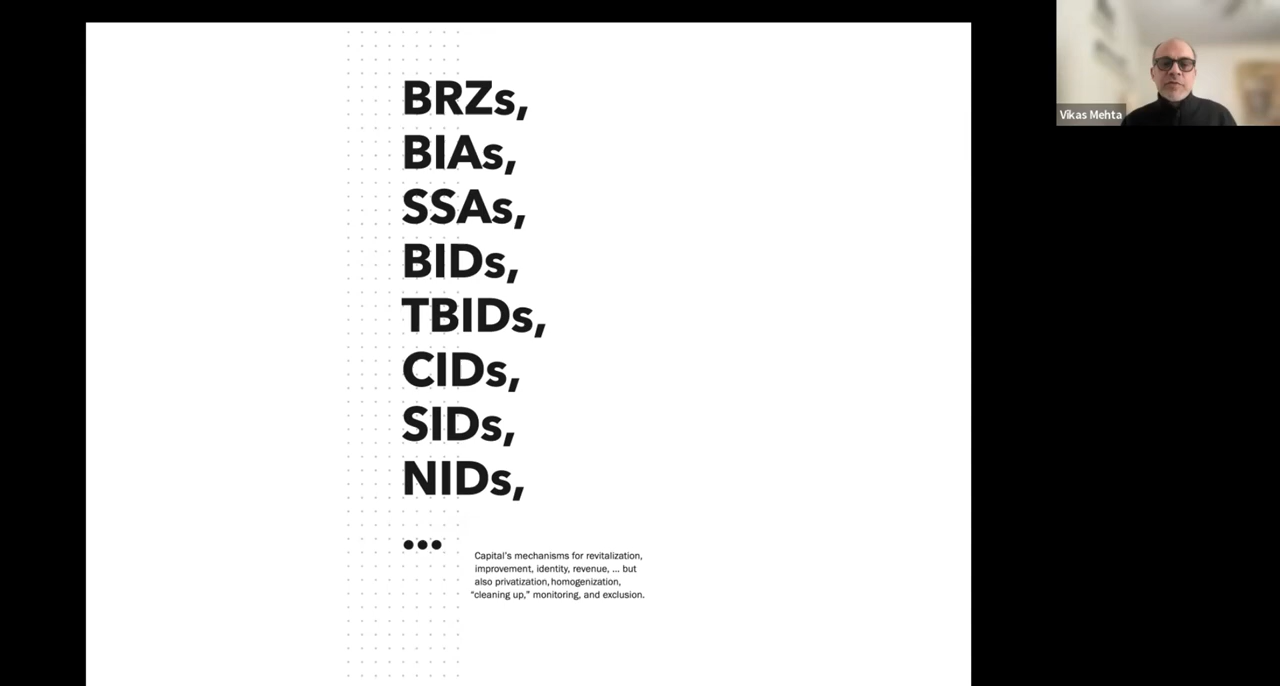 BRZs,
BIAs,
SSAs,
BIDs,
TBIDs,
CIDs,
SIDs,
NIDs,
•••
Capital’s mechanisms for revitalization,
improvement, identity, revenue, ... but
also privatization, homogenization,
“cleaning up,” monitoring, and exclusion.
Vikas Mehta